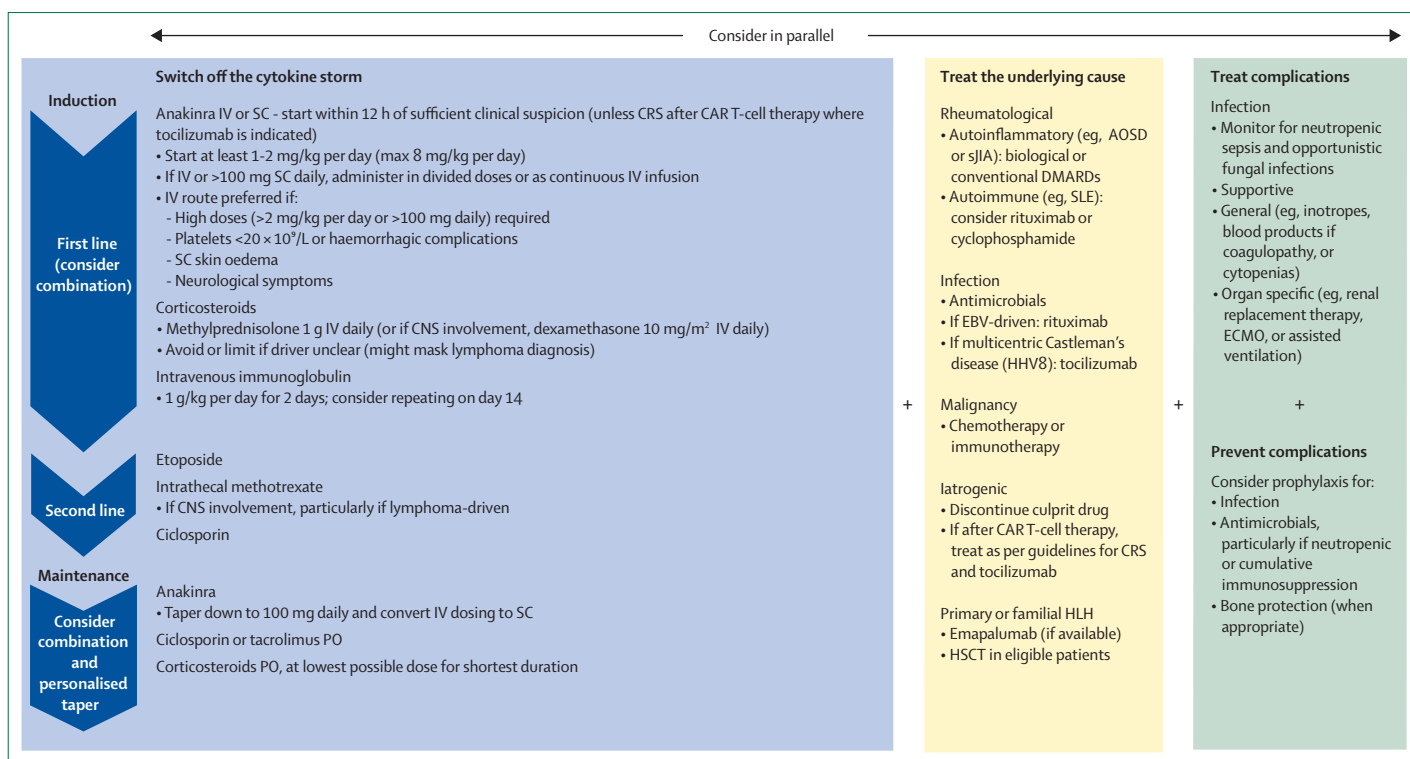 Consider in parallel
Induction
First line
(consider
combination)
Second line
Maintenance
Consider
combination
and
personalised
taper
Switch off the cytokine storm
Anakinra IV or SC - start within 12 h of sufficient clinical suspicion (unless CRS after CAR T-cell therapy where
tocilizumab is indicated)
• Start at least 1-2 mg/kg per day (max 8 mg/kg per day)
• If IV or >100 mg SC daily, administer in divided doses or as continuous IV infusion
• IV route preferred if:
- High doses (>2 mg/kg per day or >100 mg daily) required
- Platelets <20 × 10⁹/L or haemorrhagic complications
- SC skin oedema
- Neurological symptoms
Corticosteroids
• Methylprednisolone 1 g IV daily (or if CNS involvement, dexamethasone 10 mg/m² IV daily)
• Avoid or limit if driver unclear (might mask lymphoma diagnosis)
Intravenous immunoglobulin
• 1 g/kg per day for 2 days; consider repeating on day 14
Etoposide
Intrathecal methotrexate
• If CNS involvement, particularly if lymphoma-driven
Ciclosporin
Anakinra
• Taper down to 100 mg daily and convert IV dosing to SC
Ciclosporin or tacrolimus PO
Corticosteroids PO, at lowest possible dose for shortest duration
+
Treat the underlying cause
Rheumatological
• Autoinflammatory (eg, AOSD
or sJIA): biological or
conventional DMARDs
• Autoimmune (eg, SLE):
consider rituximab or
cyclophosphamide
Infection
• Antimicrobials
• If EBV-driven: rituximab
• If multicentric Castleman's
disease (HHV8): tocilizumab
Malignancy
• Chemotherapy or
immunotherapy
Iatrogenic
• Discontinue culprit drug
• If after CAR T-cell therapy,
treat as per guidelines for CRS
and tocilizumab
Primary or familial HLH
• Emapalumab (if available)
• HSCT in eligible patients
+
Treat complications
Infection
• Monitor for neutropenic
sepsis and opportunistic
fungal infections
• Supportive
• General (eg, inotropes,
blood products if
coagulopathy, or
cytopenias)
• Organ specific (eg, renal
replacement therapy,
ECMO, or assisted
ventilation)
+
Prevent complications
Consider prophylaxis for:
• Infection
• Antimicrobials,
particularly if neutropenic
or cumulative
immunosuppression
• Bone protection (when
appropriate)